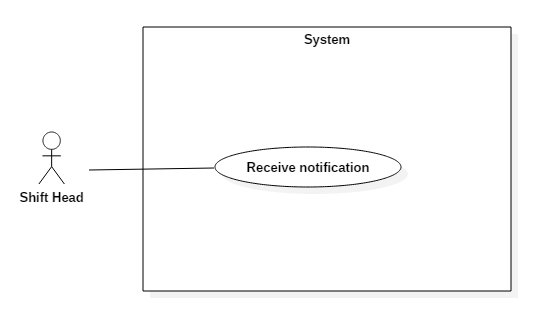 System
Receive notification
Shift Head